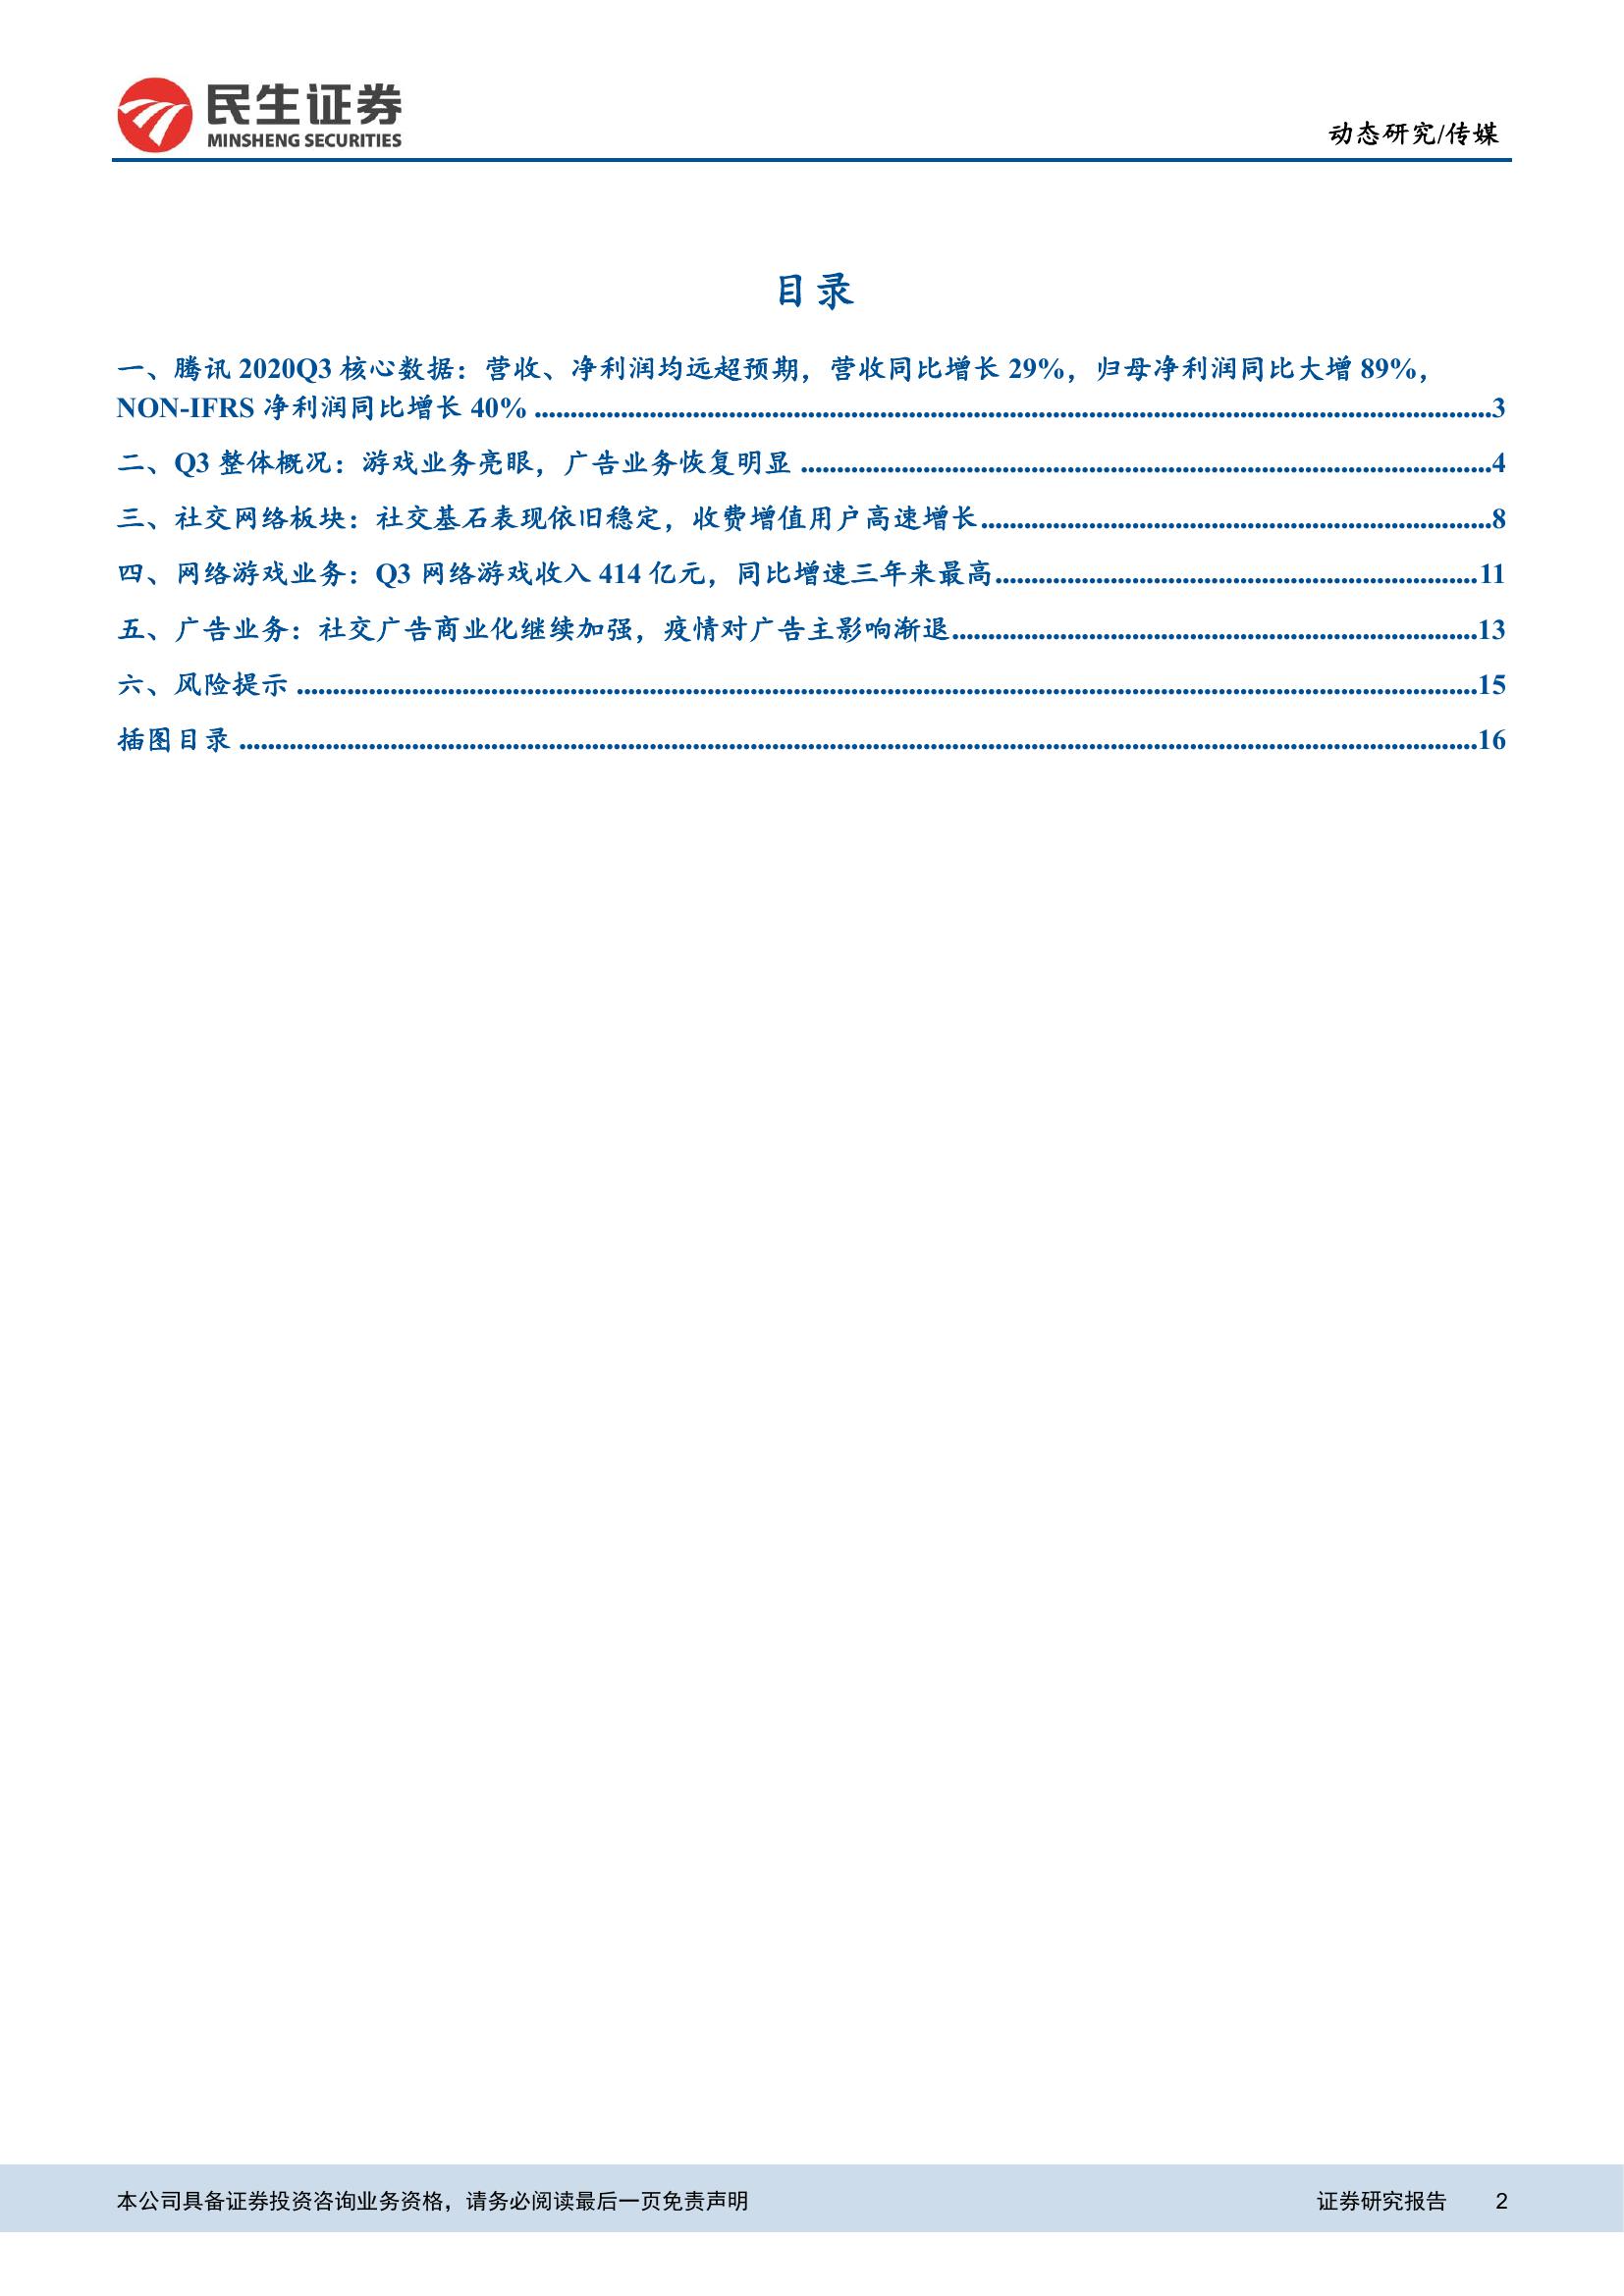 民生证券
MINSHENG SECURITIES
动态研究/传媒
目录
一、腾讯 2020Q3 核心数据：营收、净利润均远超预期，营收同比增长 29%，归母净利润同比大增 89%，
NON-IFRS 净利润同比增长 40% ........................................3
二、Q3 整体概况：游戏业务亮眼，广告业务恢复明显 ........................................4
三、社交网络板块：社交基石表现依旧稳定，收费增值用户高速增长........................................8
四、网络游戏业务：Q3 网络游戏收入 414 亿元，同比增速三年来最高........................................11
五、广告业务：社交广告商业化继续加强，疫情对广告主影响渐退........................................13
六、风险提示 ........................................15
插图目录 ........................................16
本公司具备证券投资咨询业务资格，请务必阅读最后一页免责声明
证券研究报告 2